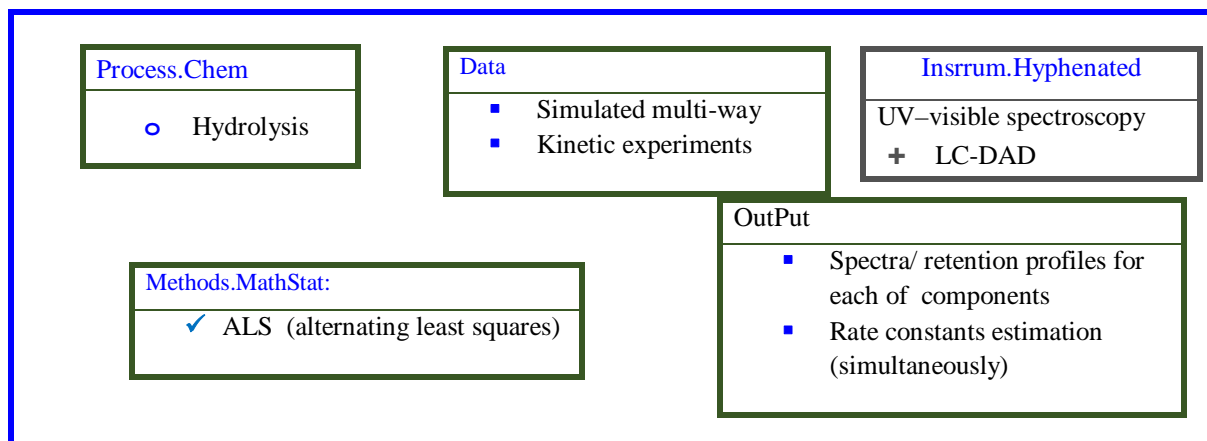 Process.Chem
Hydrolysis
Data
Simulated multi-way
Kinetic experiments
Insrrum.Hyphenated
UV–visible spectroscopy
+ LC-DAD
OutPut
Spectra/ retention profiles for
each of components
Rate constants estimation
(simultaneously)
Methods.MathStat:
✓ ALS (alternating least squares)